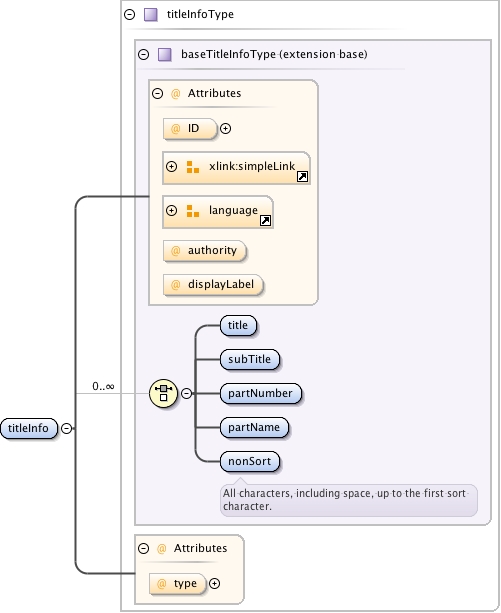 titleInfoType
baseTitleInfoType (extension base)
@ Attributes
@ ID
xlink:simpleLink
language
@ authority
@ displayLabel
title
subTitle
0..∞
partNumber
titleInfo
partName
nonSort
All characters, including space, up to the first sort
character.
@ Attributes
@ type